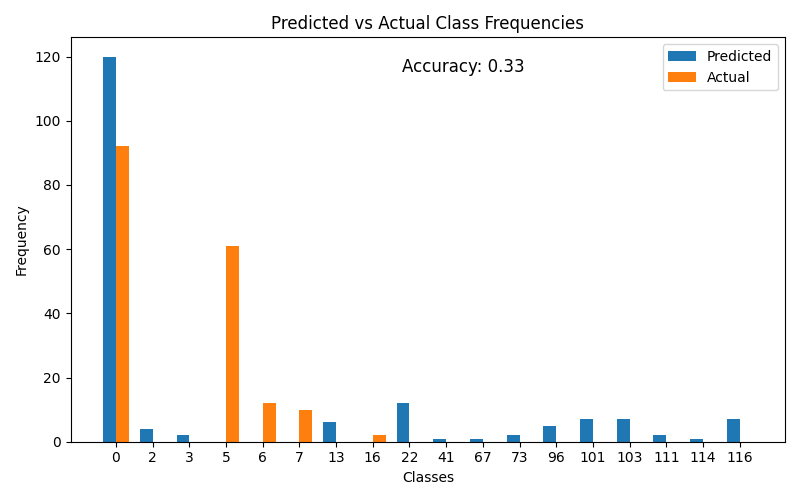 Predicted vs Actual Class Frequencies
Accuracy: 0.33
Predicted
Actual
120
100
80
60
40
20
0
Frequency
0 2 3 5 6 7 13 16 22 41 67 73 96 101 103 111 114 116
Classes